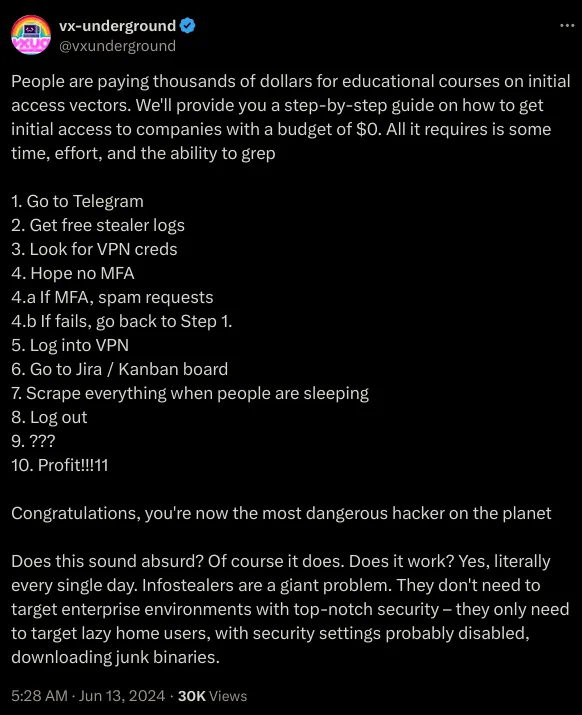 vx-underground
@vxunderground
People are paying thousands of dollars for educational courses on initial
access vectors. We'll provide you a step-by-step guide on how to get
initial access to companies with a budget of $0. All it requires is some
time, effort, and the ability to grep
1. Go to Telegram
2. Get free stealer logs
3. Look for VPN creds
4. Hope no MFA
4.a If MFA, spam requests
4.b If fails, go back to Step 1.
5. Log into VPN
6. Go to Jira / Kanban board
7. Scrape everything when people are sleeping
8. Log out
9. ???
10. Profit!!!11
Congratulations, you're now the most dangerous hacker on the planet
Does this sound absurd? Of course it does. Does it work? Yes, literally
every single day. Infostealers are a giant problem. They don't need to
target enterprise environments with top-notch security – they only need
to target lazy home users, with security settings probably disabled,
downloading junk binaries.
5:28 AM · Jun 13, 2024 · 30K Views